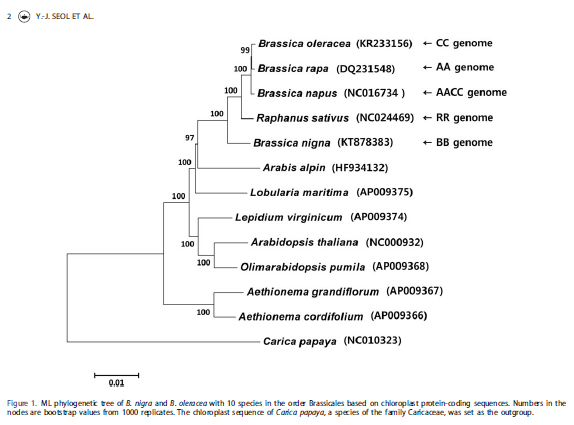 2 Y.-J. SEOL ET AL.
99 Brassica oleracea (KR233156) ← CC genome
100 Brassica rapa (DQ231548) ← AA genome
Brassica napus (NC016734 ) ← AACC genome
100 Raphanus sativus (NC024469) ← RR genome
97 Brassica nigna (KT878383) ← BB genome
100 Arabis alpin (HF934132)
100 Lobularia maritima (AP009375)
Lepidium virginicum (AP009374)
100 Arabidopsis thaliana (NC000932)
100 Olimarabidopsis pumila (AP009368)
Aethionema grandiflorum (AP009367)
100 Aethionema cordifolium (AP009366)
Carica papaya (NC010323)
0.01
Figure 1. ML phylogenetic tree of B. nigra and B. oleracea with 10 species in the order Brassicales based on chloroplast protein-coding sequences. Numbers in the
nodes are bootstrap values from 1000 replicates. The chloroplast sequence of Carica papaya, a species of the family Caricaceae, was set as the outgroup.